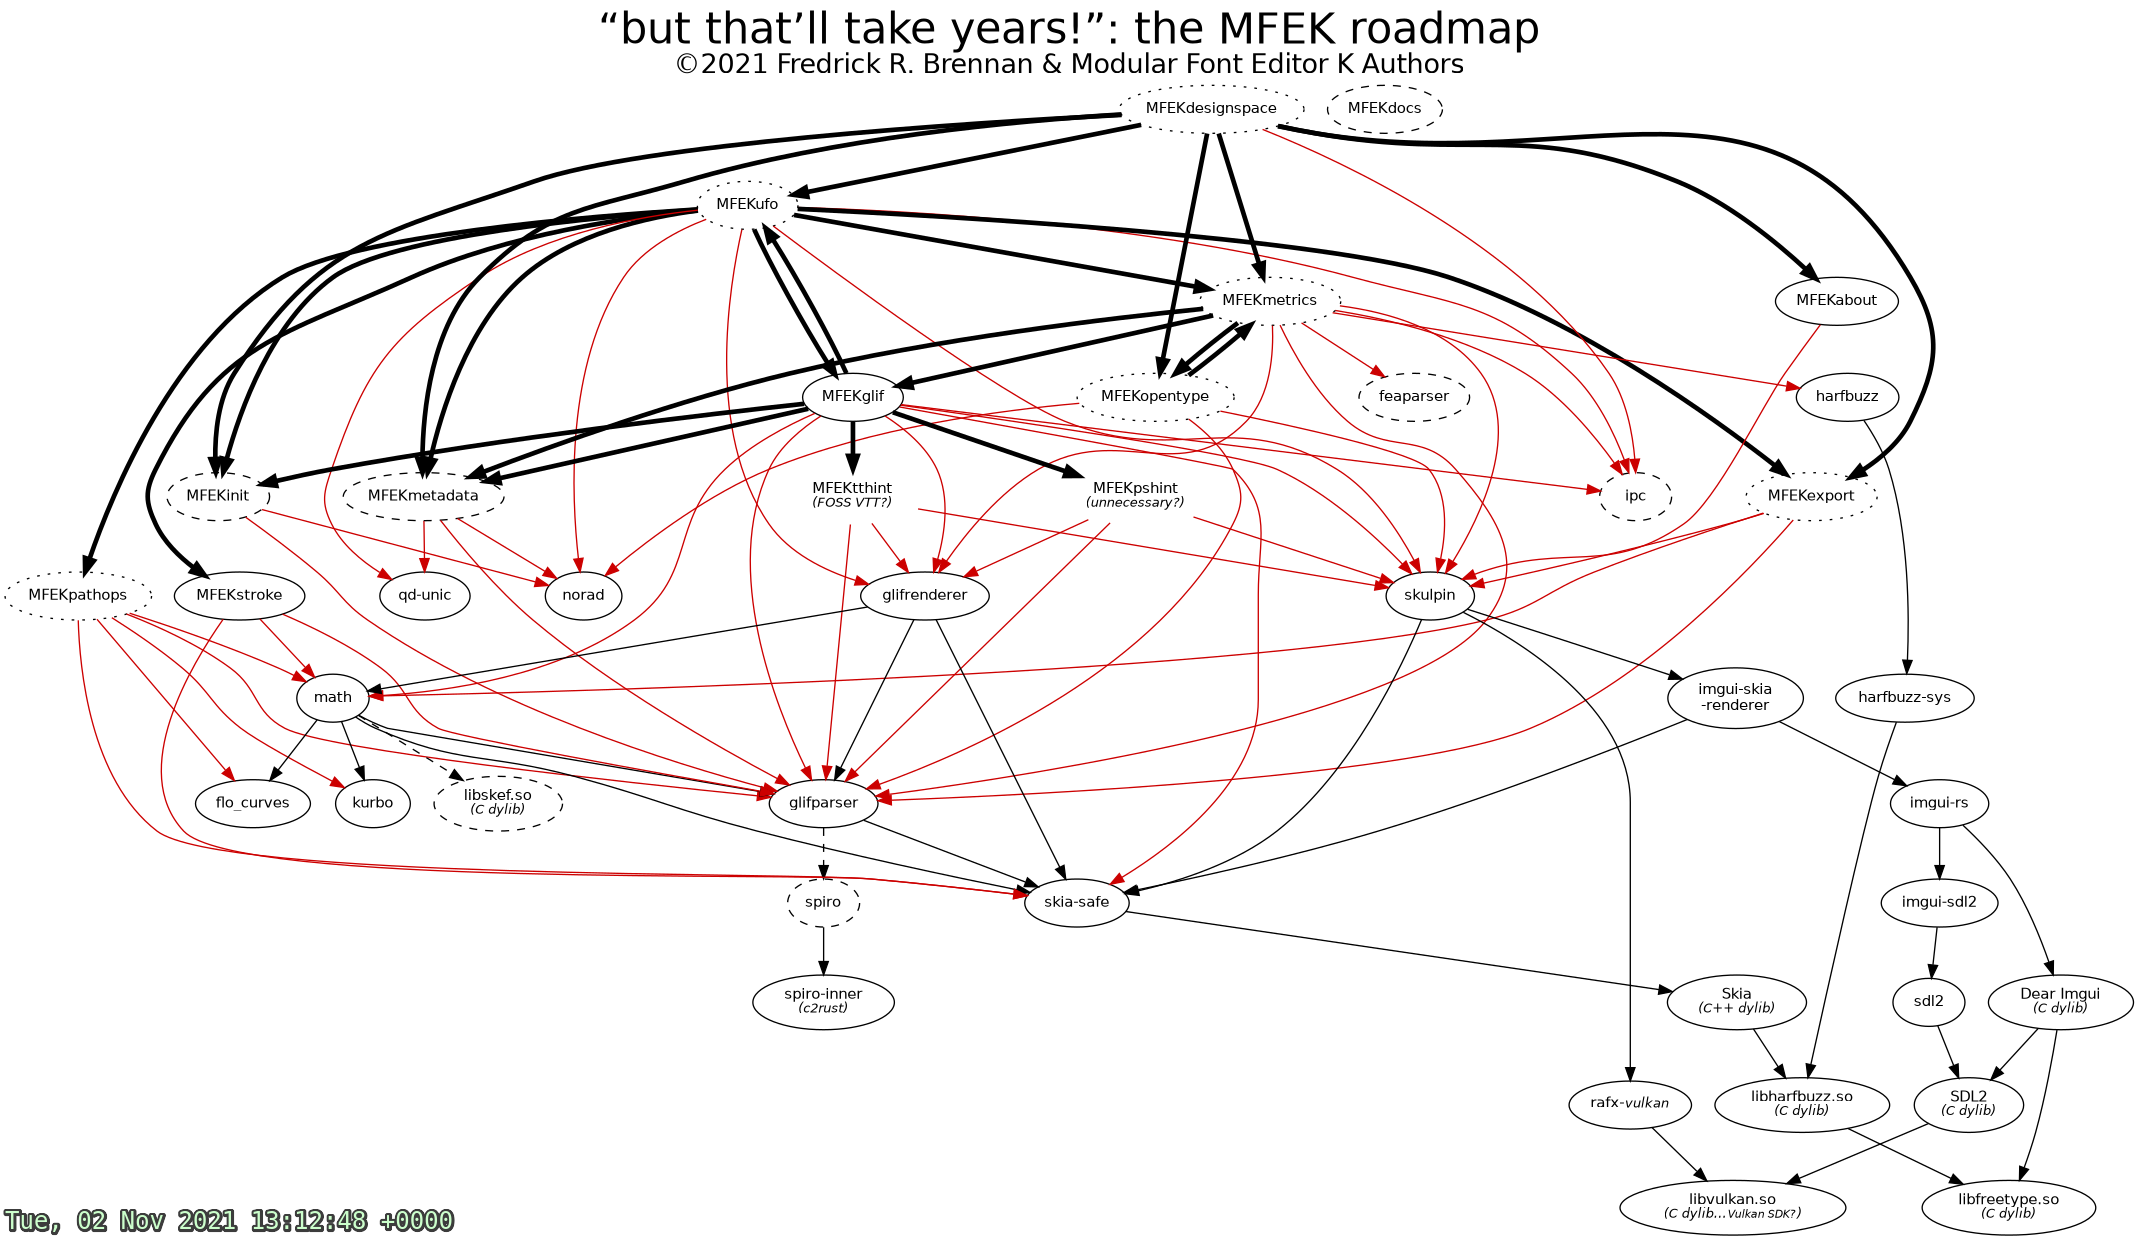 “but that’ll take years!”: the MFEK roadmap
©2021 Fredrick R. Brennan & Modular Font Editor K Authors
MFEKdesignspace
MFEKdocs
MFEKufo
MFEKmetrics
MFEKabout
MFEKglif
MFEKopentype
feaparser
harfbuzz
MFEKinit
MFEKmetadata
MFEKtthint
(FOSS VTT?)
MFEKpshint
(unnecessary?)
ipc
MFEKexport
MFEKpathops
MFEKstroke
qd-unic
norad
glifrenderer
skulpin
math
imgui-skia
-renderer
harfbuzz-sys
flo_curves
kurbo
libskef.so
(C dylib)
glifparser
imgui-rs
spiro
skia-safe
imgui-sdl2
spiro-inner
(c2rust)
Skia
(C++ dylib)
sdl2
Dear Imgui
(C dylib)
rafx-vulkan
libharfbuzz.so
(C dylib)
SDL2
(C dylib)
libvulkan.so
(C dylib...Vulkan SDK?)
libfreetype.so
(C dylib)
Tue, 02 Nov 2021 13:12:48 +0000